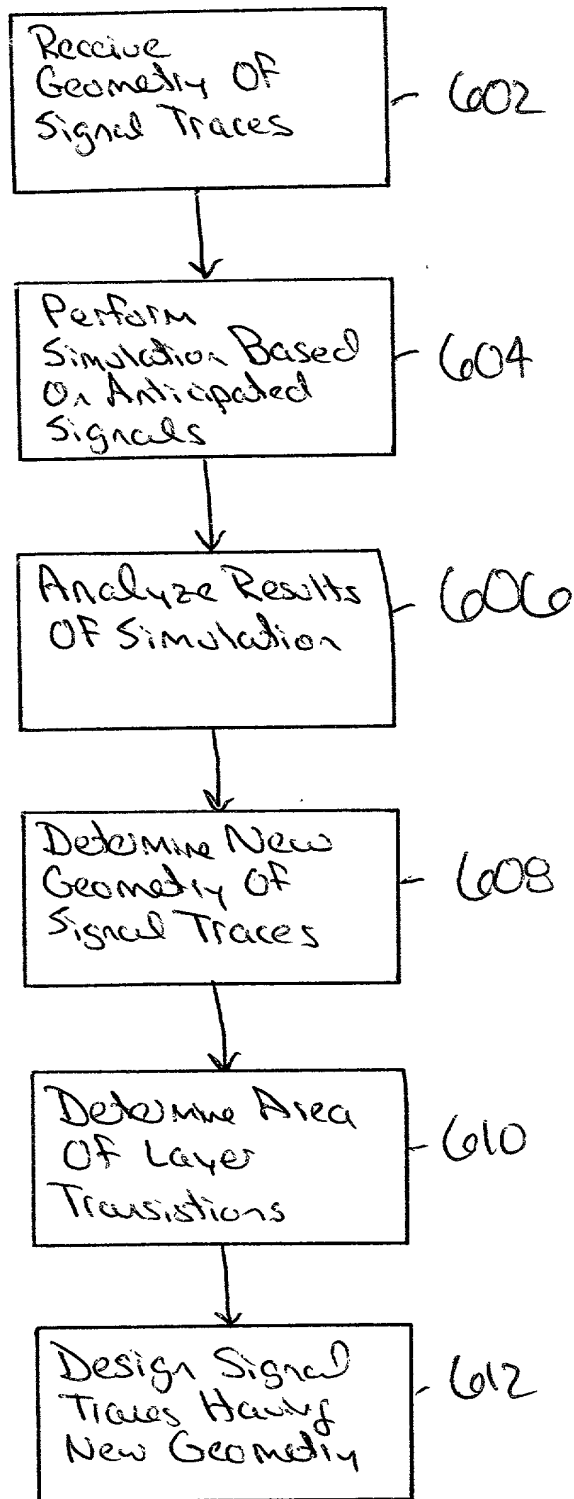 Receive
Geometry Of
Signal Traces
602
Perform
Simulation Based
On Anticipated
Signals
604
Analyze Results
Of Simulation
606
Determine New
Geometry Of
Signal Traces
608
Determine Area
Of Layer
Transistions
610
Design Signal
Traces Having
New Geometry
612